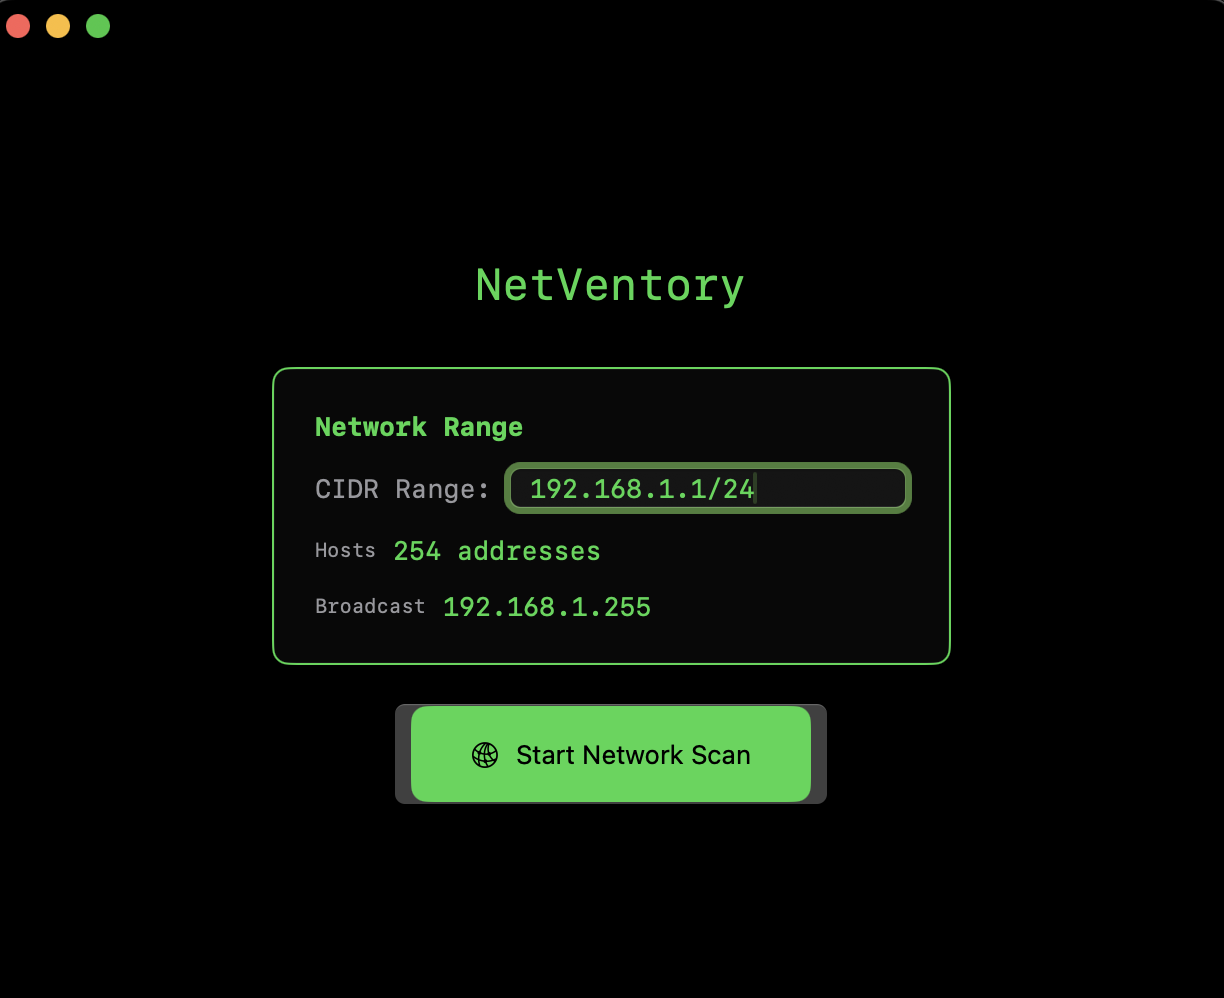 NetVentory
Network Range
CIDR Range: 192.168.1.1/24
Hosts 254 addresses
Broadcast 192.168.1.255
Start Network Scan